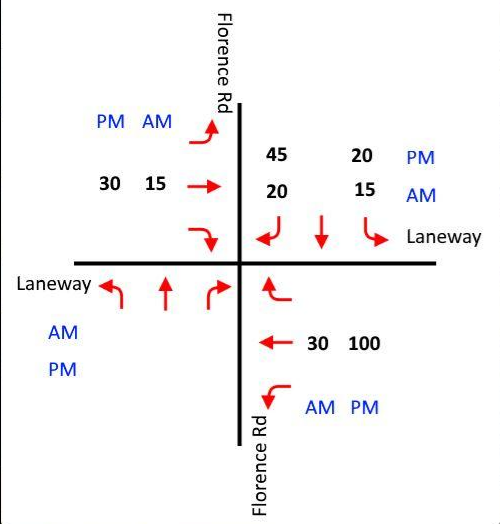 Florence Rd
PM AM
45 20 PM
30 15
20 15 AM
Laneway
Laneway
AM
30 100
PM
AM PM
Florence Rd